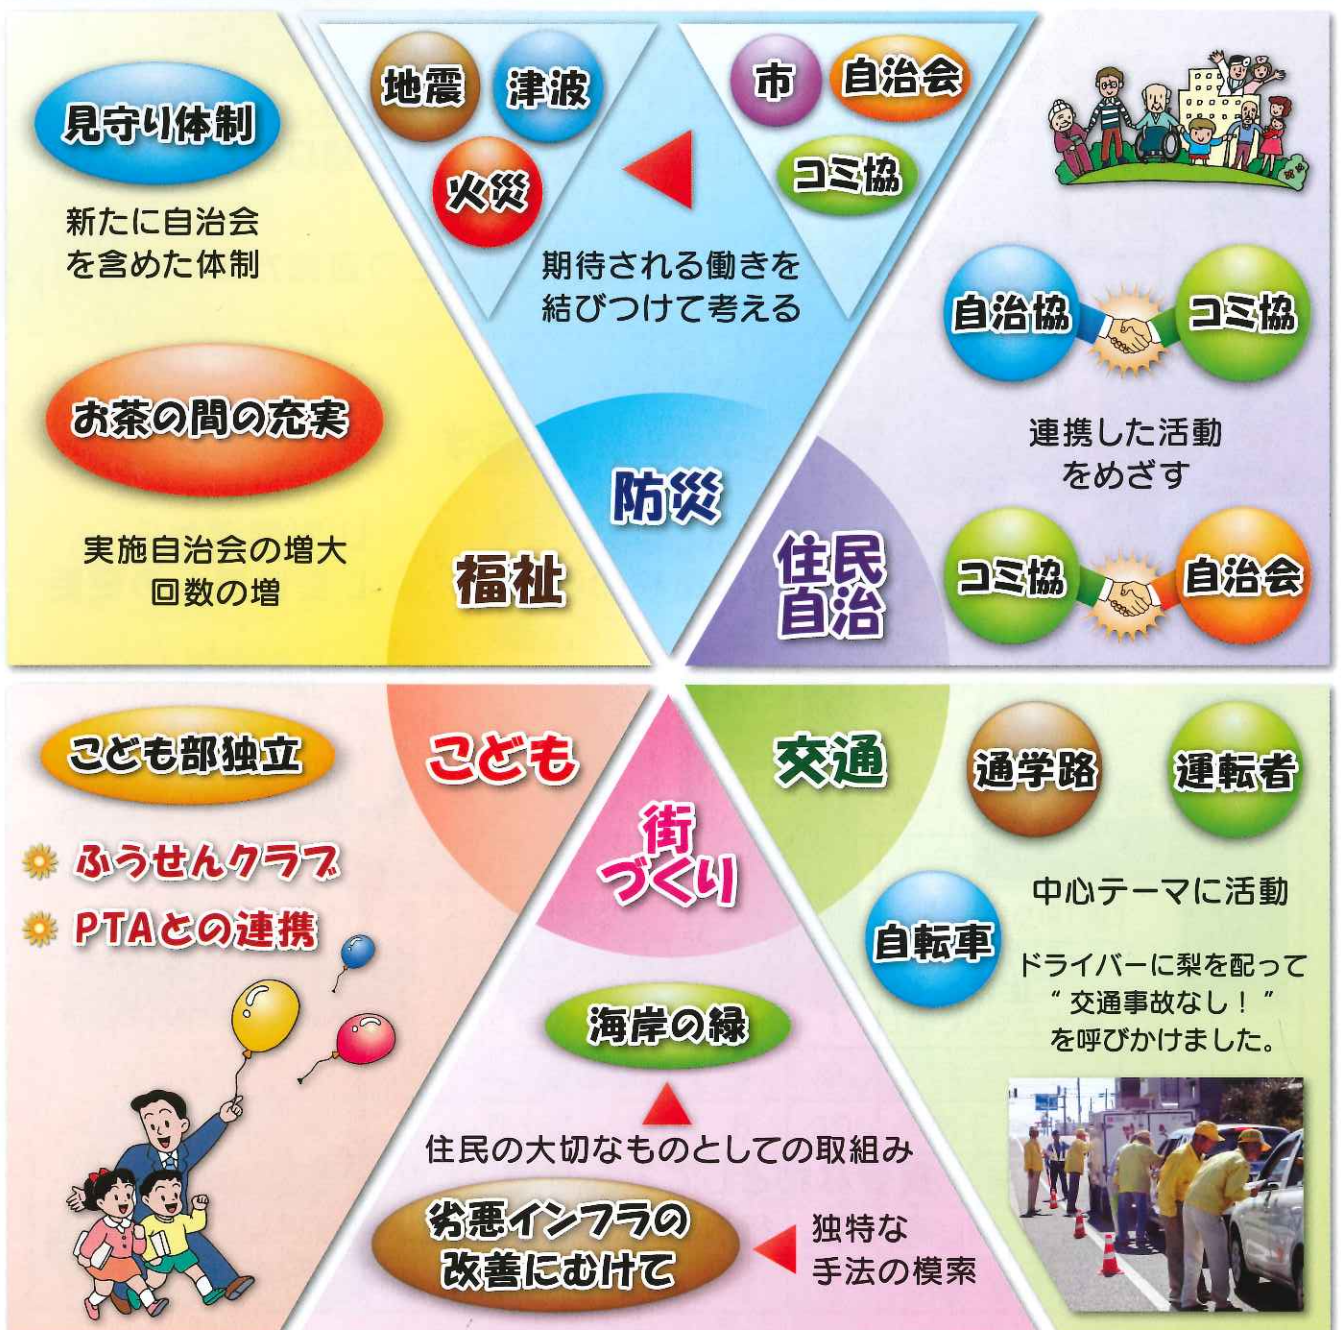 見守り体制
新たに自治会
を含めた体制
お茶の間の充実
実施自治会の増大
回数の増
福祉
地震
津波
火災
市
自治会
コミ協
期待される働きを
結びつけて考える
防災
自治協
コミ協
連携した活動
をめざす
コミ協
自治会
住民
自治
こども部独立
こども
ふうせんクラブ
PTAとの連携
街
づくり
海岸の緑
住民の大切なものとしての取組み
劣悪インフラの
改善にむけて
独特な
手法の模索
交通
通学路
運転者
自転車
中心テーマに活動
ドライバーに梨を配って
“交通事故なし！”
を呼びかけました。